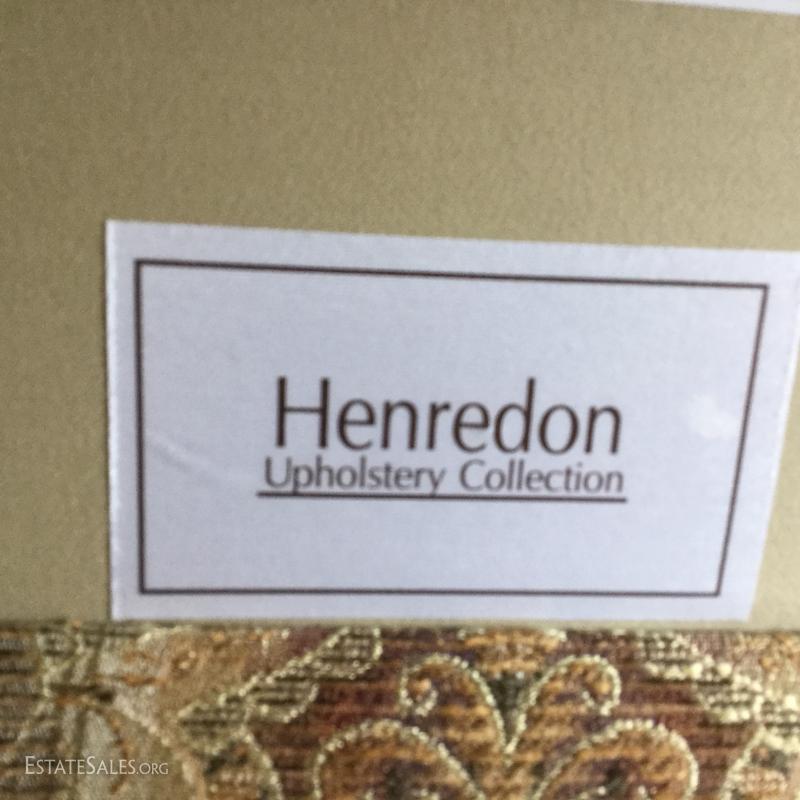 Henredon
Upholstery Collection
ESTATESALES.ORG